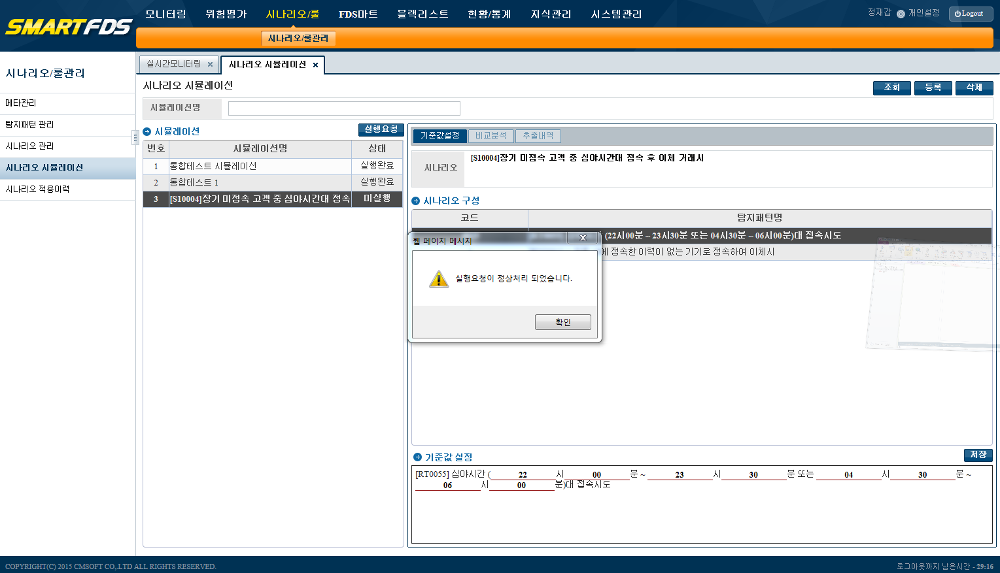 SMARTFDS
모니터링 위험평가 시나리오/룰 FDS마트 블랙리스트 현황/통계 지식관리 시스템관리
정재갑 개인설정 Logout
시나리오/룰관리
시나리오/룰관리
메타관리
탐지패턴 관리
시나리오 관리
시나리오 시뮬레이션
시나리오 적용이력
실시간모니터링 × 시나리오 시뮬레이션 ×
시나리오 시뮬레이션
조회 등록 삭제
시뮬레이션명
시뮬레이션 실행요청
번호 시뮬레이션명 상태
1 통합테스트 시뮬레이션 실행완료
2 통합테스트 1 실행완료
3 [S10004]장기 미접속 고객 중 심야시간대 접속 미실행
기준값설정 비교분석 추출내역
시나리오 [S10004]장기 미접속 고객 중 심야시간대 접속 후 이체 거래시
시나리오 구성
코드 탐지패턴명
(22시00분 ~ 23시30분 또는 04시30분 ~ 06시00분)대 접속시도
에 접속한 이력이 없는 기기로 접속하여 이체시
웹 페이지 메시지 x
실행요청이 정상처리 되었습니다.
확인
기준값 설정 저장
[RT0055] 심야시간 ( 22 시 00 분 ~ 23 시 30 분 또는 04 시 30 분 ~
06 시 00 분)대 접속시도
COPYRIGHT(C) 2015 CMSOFT CO,.LTD ALL RIGHTS RESERVED.
로그아웃까지 남은시간 - 29:16